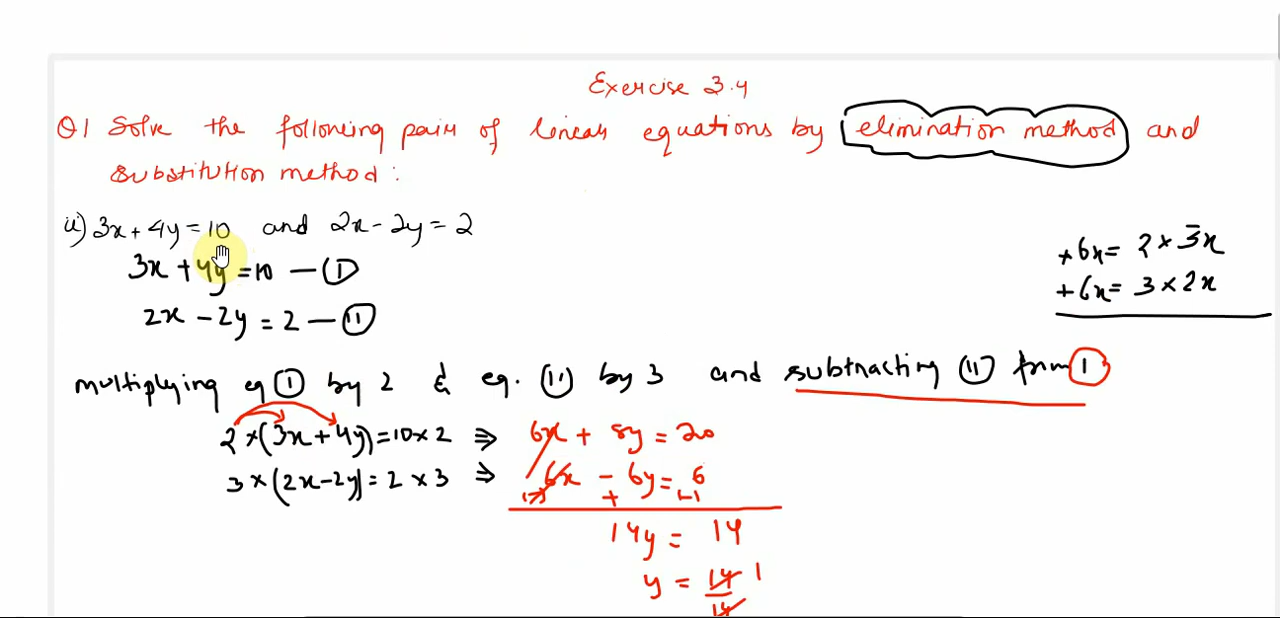 Exercise 3.4
Q1 Solve the following pair of linear equations by elimination method and
substitution method:
ii) 3x + 4y = 10 and 2x - 2y = 2
3x + 4y = 10 — (I)
2x - 2y = 2 — (II)
+6x = 2 × 3x
+6x = 3 × 2x
multiplying eq (I) by 2 & eq. (II) by 3 and subtracting (II) from (I)
2 × (3x + 4y) = 10 × 2 ⇒ 6x + 8y = 20
3 × (2x - 2y) = 2 × 3 ⇒ 6x - 6y = 6
(-) + (-)
14y = 14
y = 14 1
14